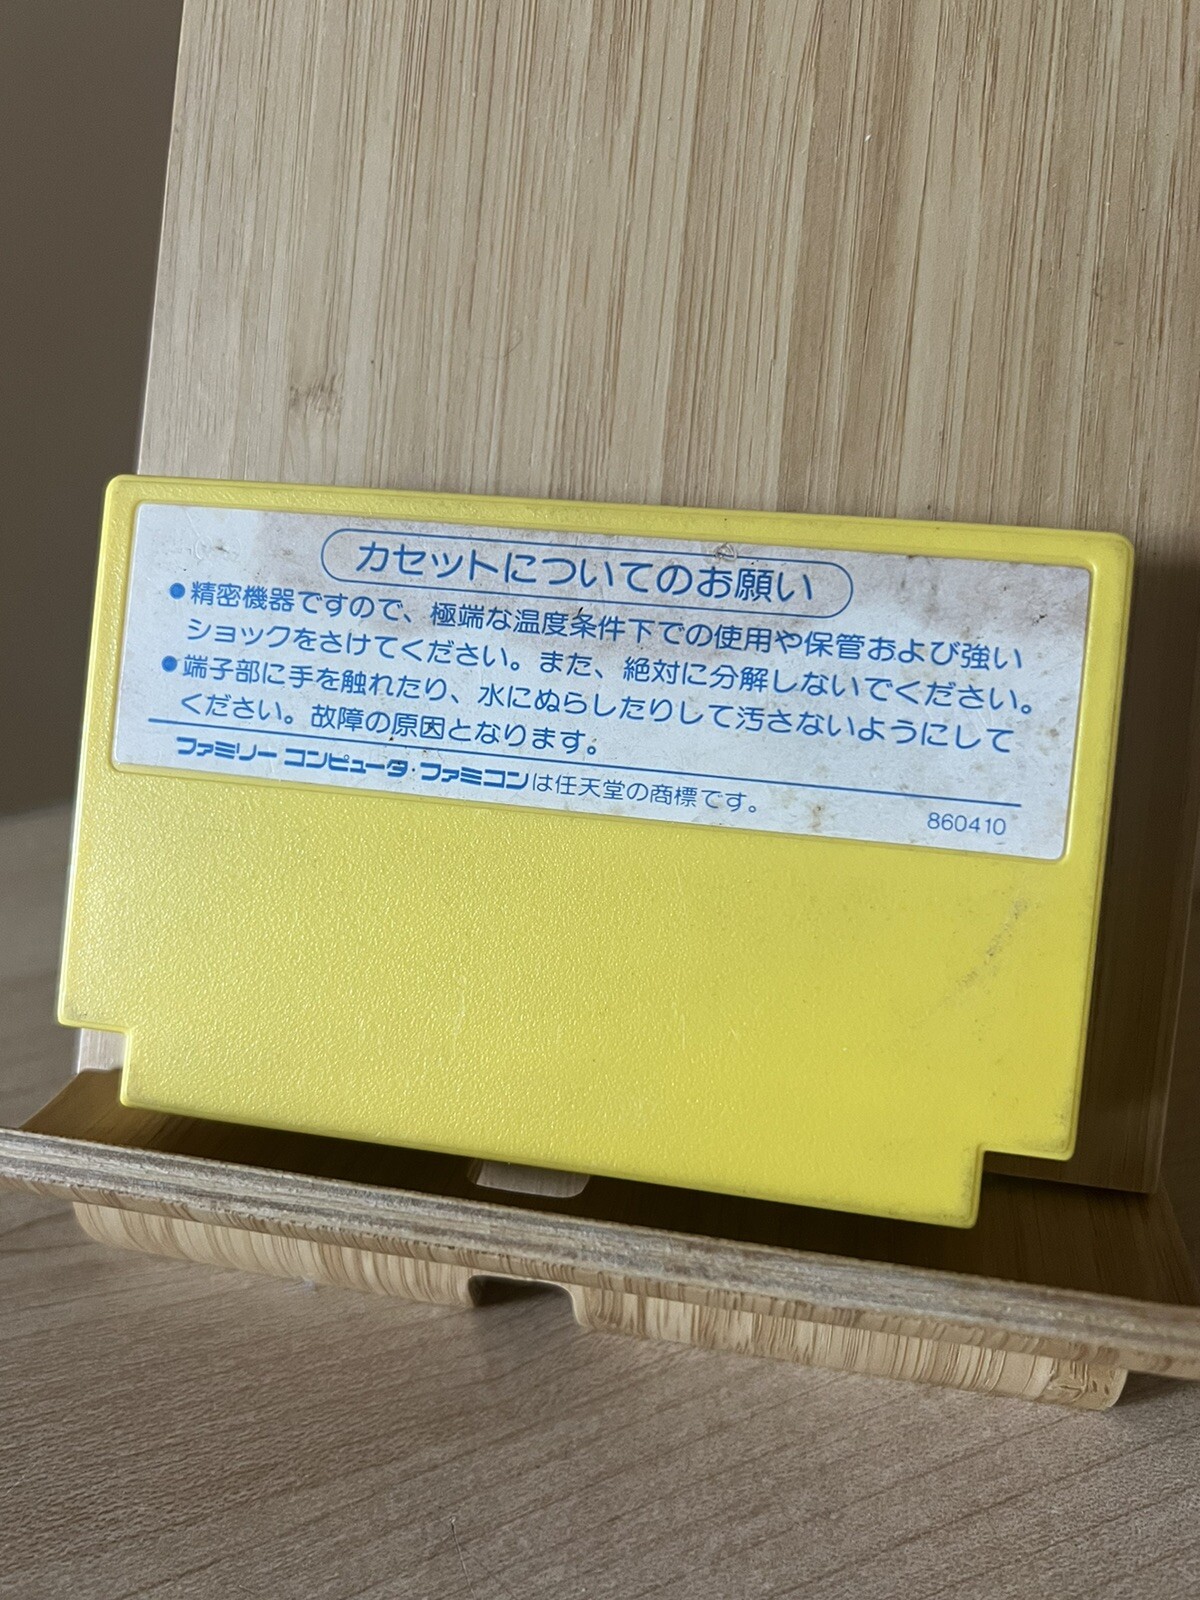 カセットについてのお願い
●精密機器ですので、極端な温度条件下での使用や保管および強い
ショックをさけてください。また、絶対に分解しないでください。
●端子部に手を触れたり、水にぬらしたりして汚さないようにして
ください。故障の原因となります。
ファミリー コンピュータ・ファミコンは任天堂の商標です。
860410